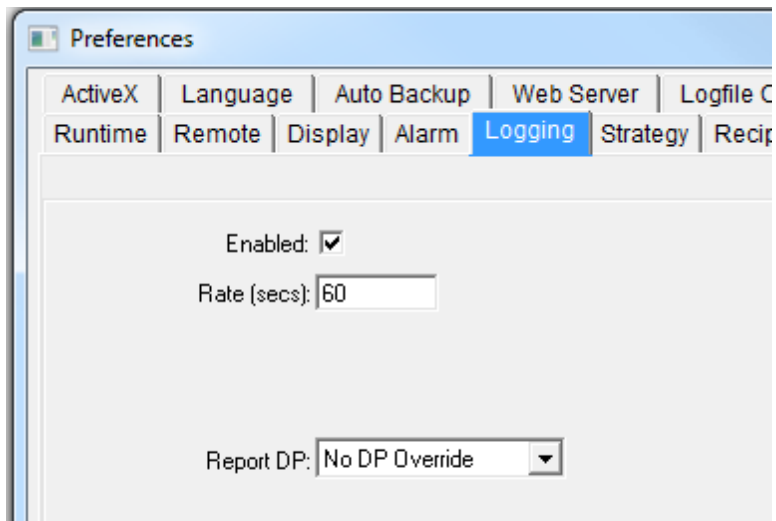 Preferences
ActiveX Language Auto Backup Web Server Logfile
Runtime Remote Display Alarm Logging Strategy
Enabled:
Rate (secs): 60
Report DP: No DP Override